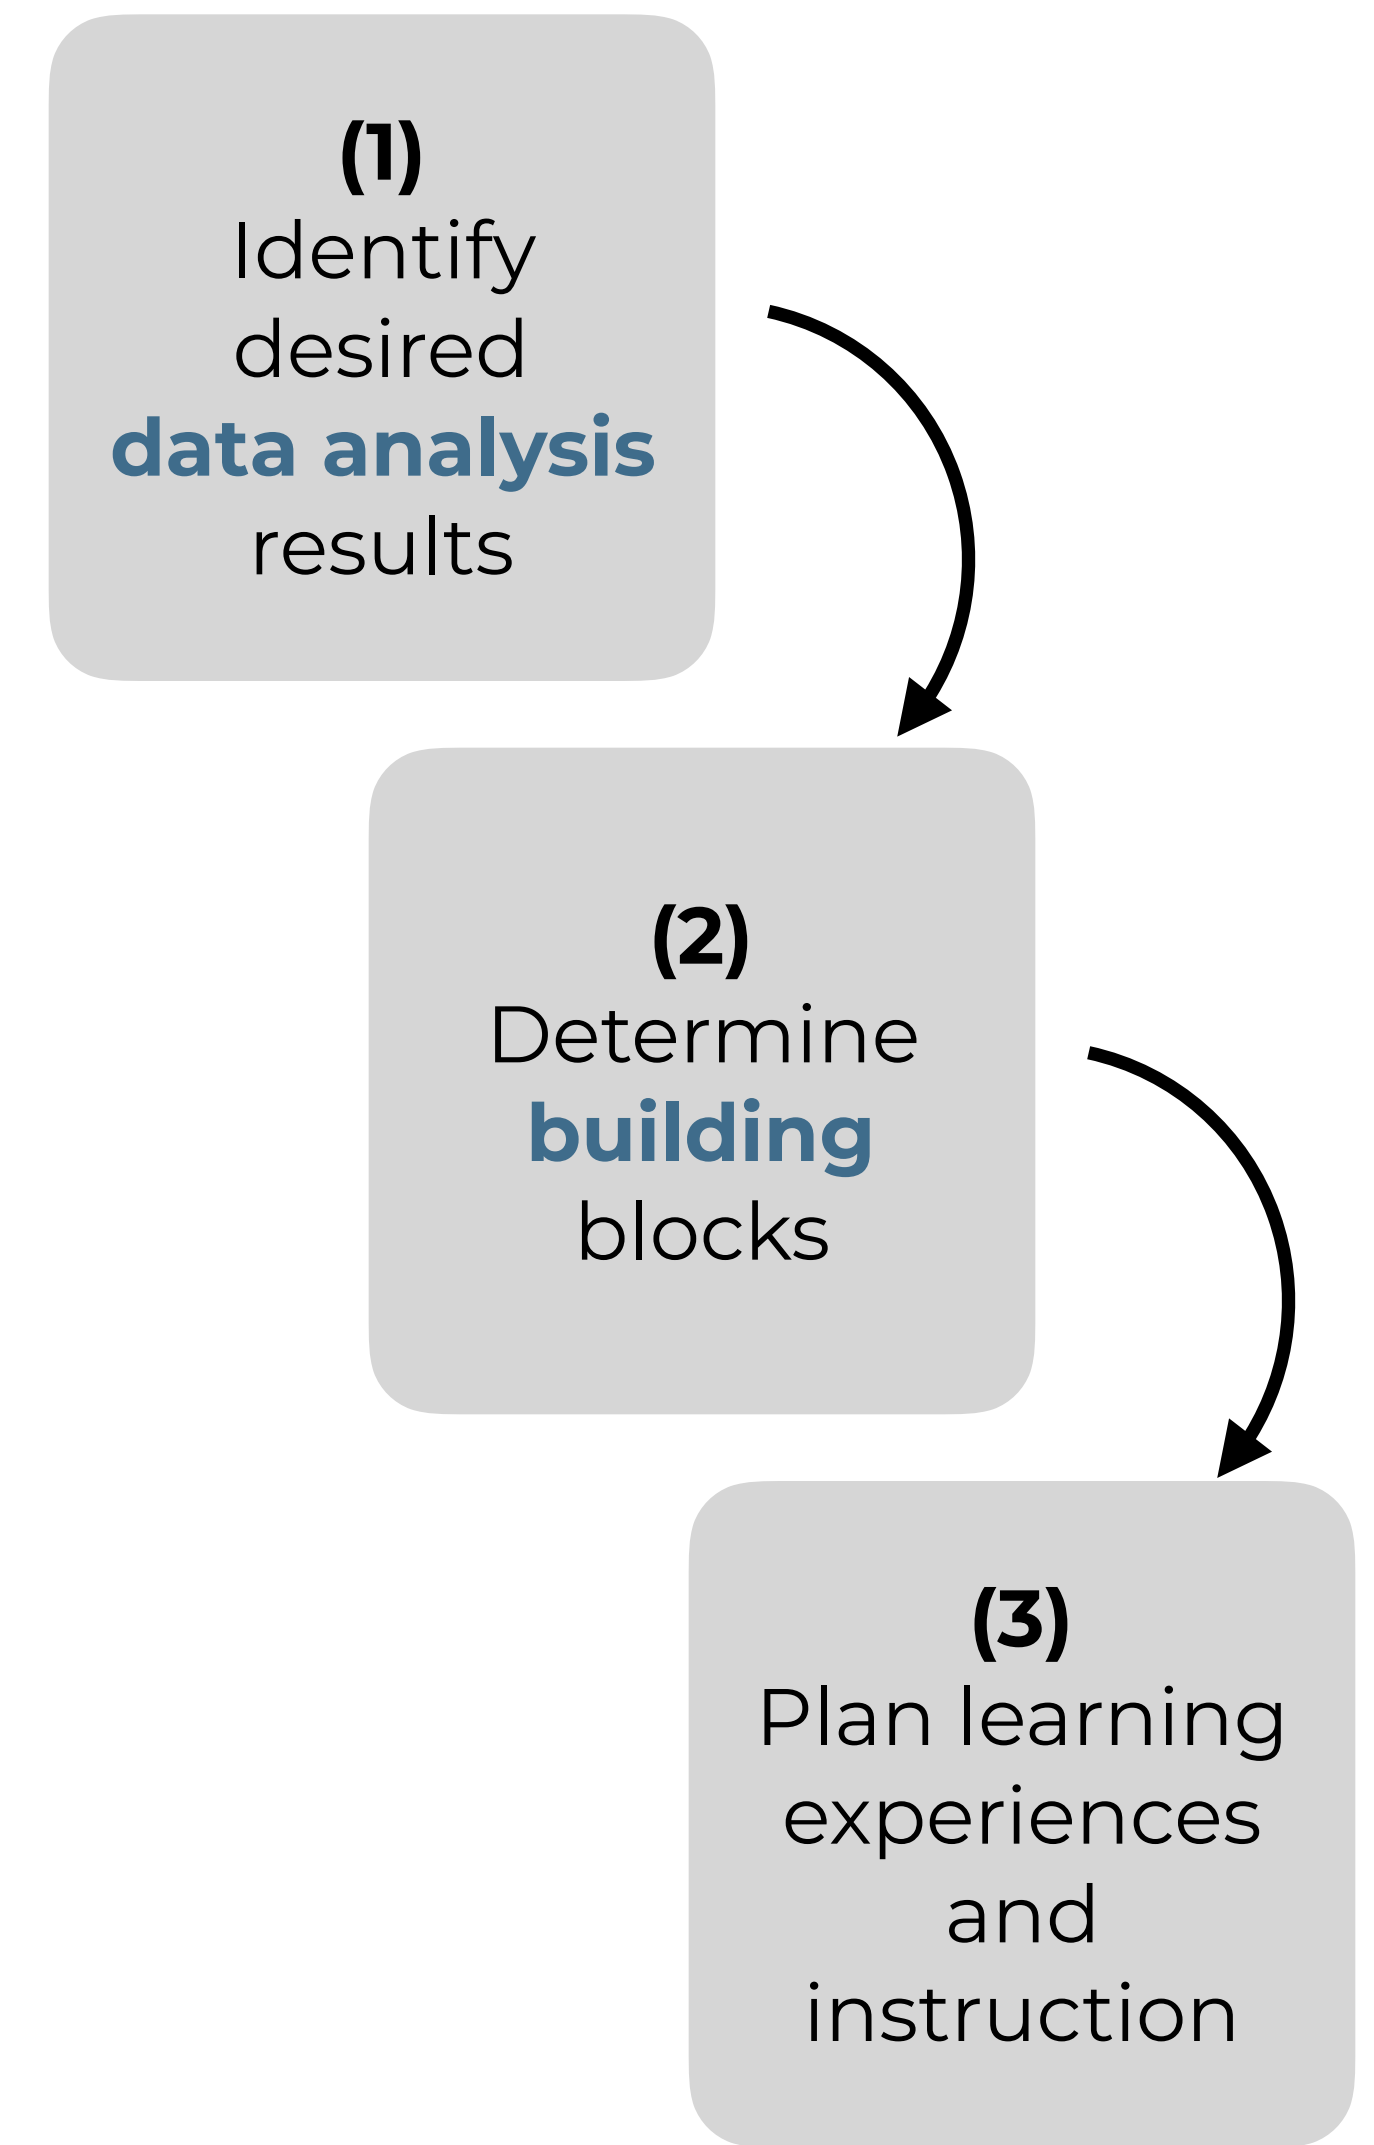 (1)
Identify
desired
data analysis
results
(2)
Determine
building
blocks
(3)
Plan learning
experiences
and
instruction